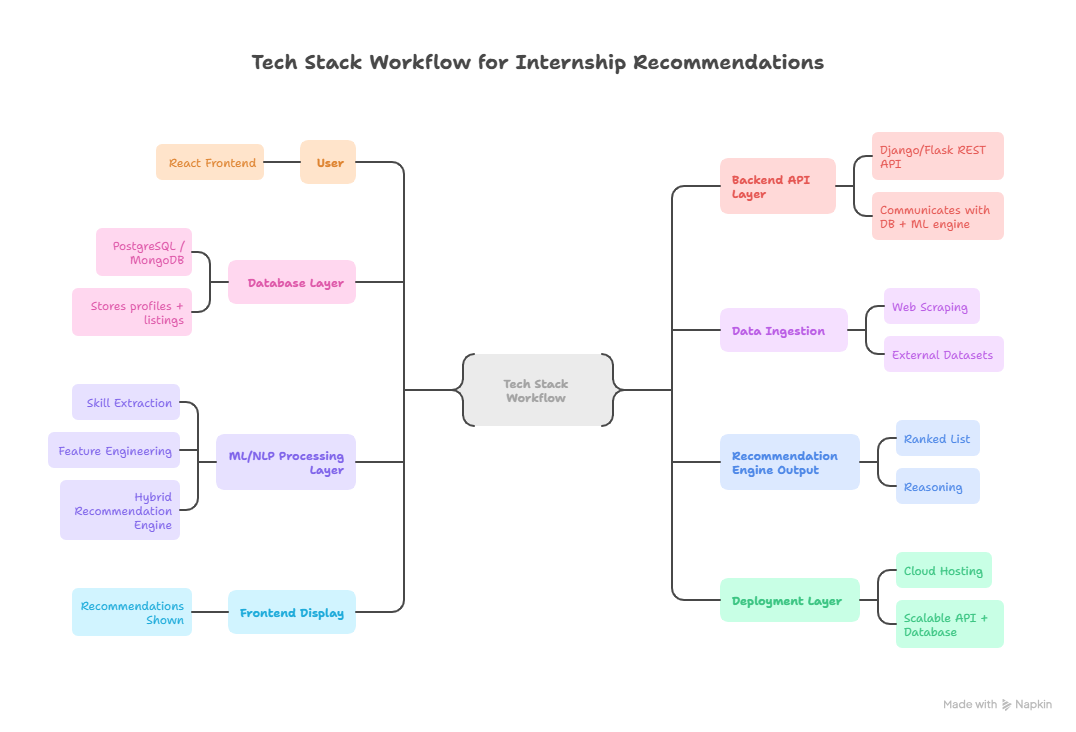 Tech Stack Workflow for Internship Recommendations
React Frontend
User
PostgreSQL /
MongoDB
Database Layer
Stores profiles +
listings
Skill Extraction
Feature Engineering
ML/NLP Processing
Layer
Hybrid
Recommendation
Engine
Recommendations
Shown
Frontend Display
Tech Stack
Workflow
Backend API
Layer
Django/Flask REST
API
Communicates with
DB + ML engine
Data Ingestion
Web Scraping
External Datasets
Recommendation
Engine Output
Ranked List
Reasoning
Deployment Layer
Cloud Hosting
Scalable API +
Database
Made with Napkin